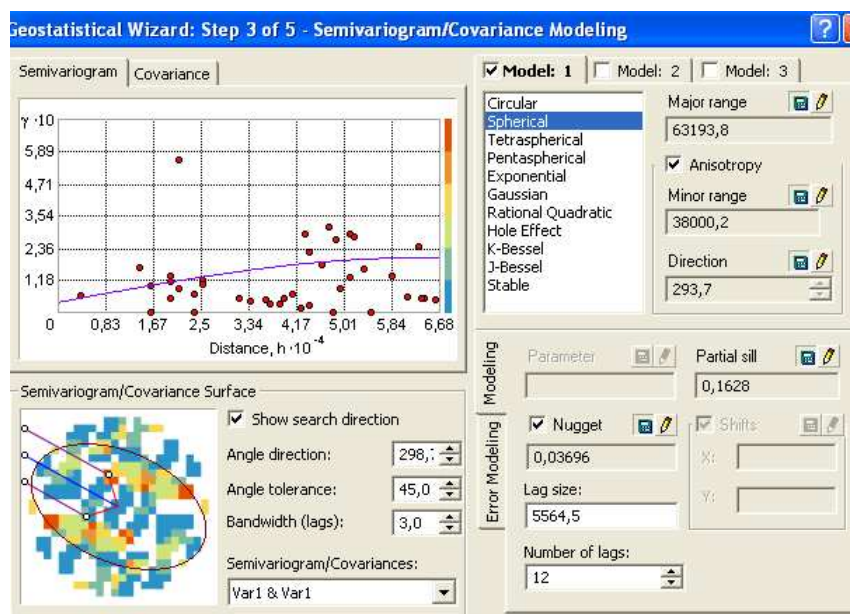 Geostatistical Wizard: Step 3 of 5 - Semivariogram/Covariance Modeling
Semivariogram Covariance
γ·10
5,89
4,71
3,54
2,36
1,18
0 0,83 1,67 2,5 3,34 4,17 5,01 5,84 6,68
Distance, h·10⁻⁴
Model: 1 Model: 2 Model: 3
Circular
Spherical
Tetraspherical
Pentaspherical
Exponential
Gaussian
Rational Quadratic
Hole Effect
K-Bessel
J-Bessel
Stable
Major range
63193,8
Anisotropy
Minor range
38000,2
Direction
293,7
Semivariogram/Covariance Surface
Show search direction
Angle direction: 298,
Angle tolerance: 45,0
Bandwidth (lags): 3,0
Semivariogram/Covariances:
Var1 & Var1
Modeling
Error Modeling
Parameter
Partial sill
0,1628
Nugget
0,03696
Shifts
X:
Y:
Lag size:
5564,5
Number of lags:
12